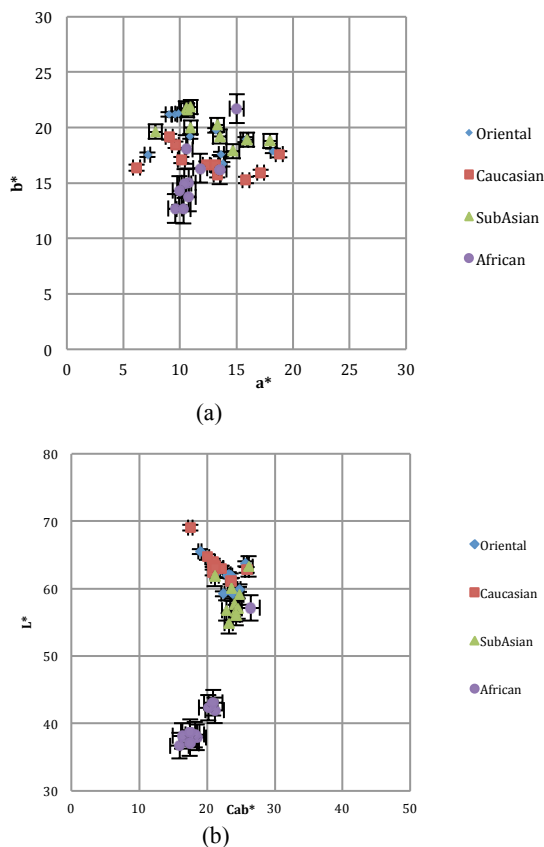 30
25
20
15
10
5
0
b*
0 5 10 15 20 25 30
a*
Oriental
Caucasian
SubAsian
African
(a)
80
70
60
50
40
30
L*
0 10 20 30 40 50
Cab*
Oriental
Caucasian
SubAsian
African
(b)